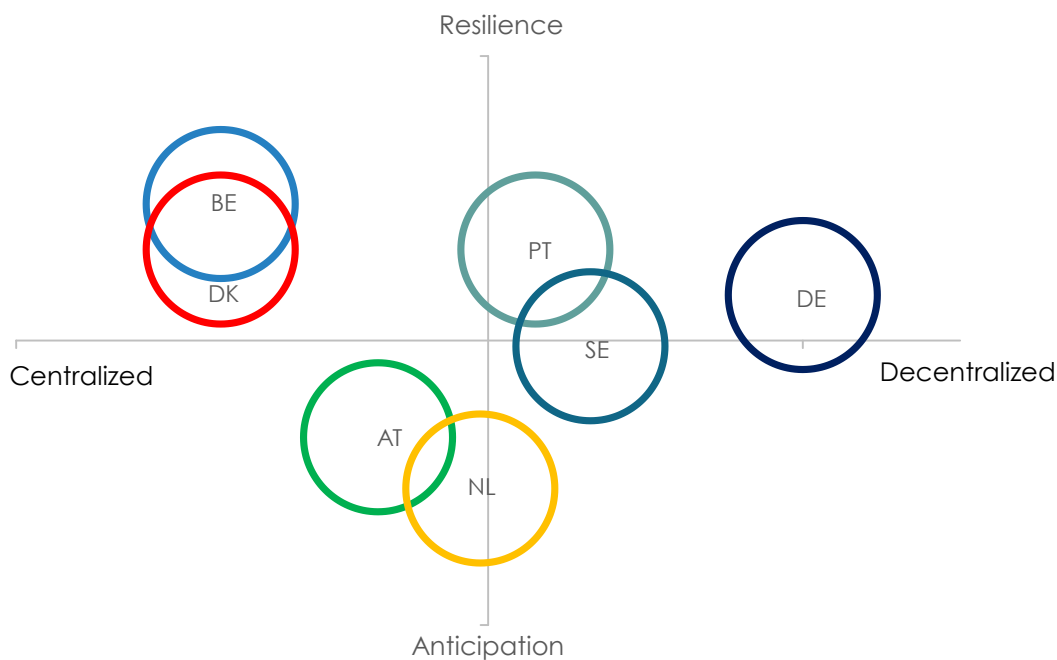 Resilience
BE
PT
DK
DE
SE
Centralized
Decentralized
AT
NL
Anticipation